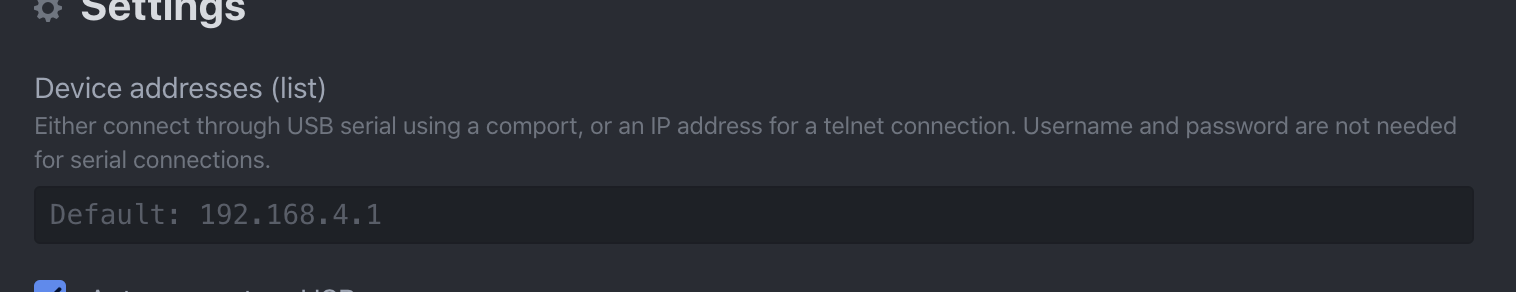 Settings
Device addresses (list)
Either connect through USB serial using a comport, or an IP address for a telnet connection. Username and password are not needed
for serial connections.
Default: 192.168.4.1